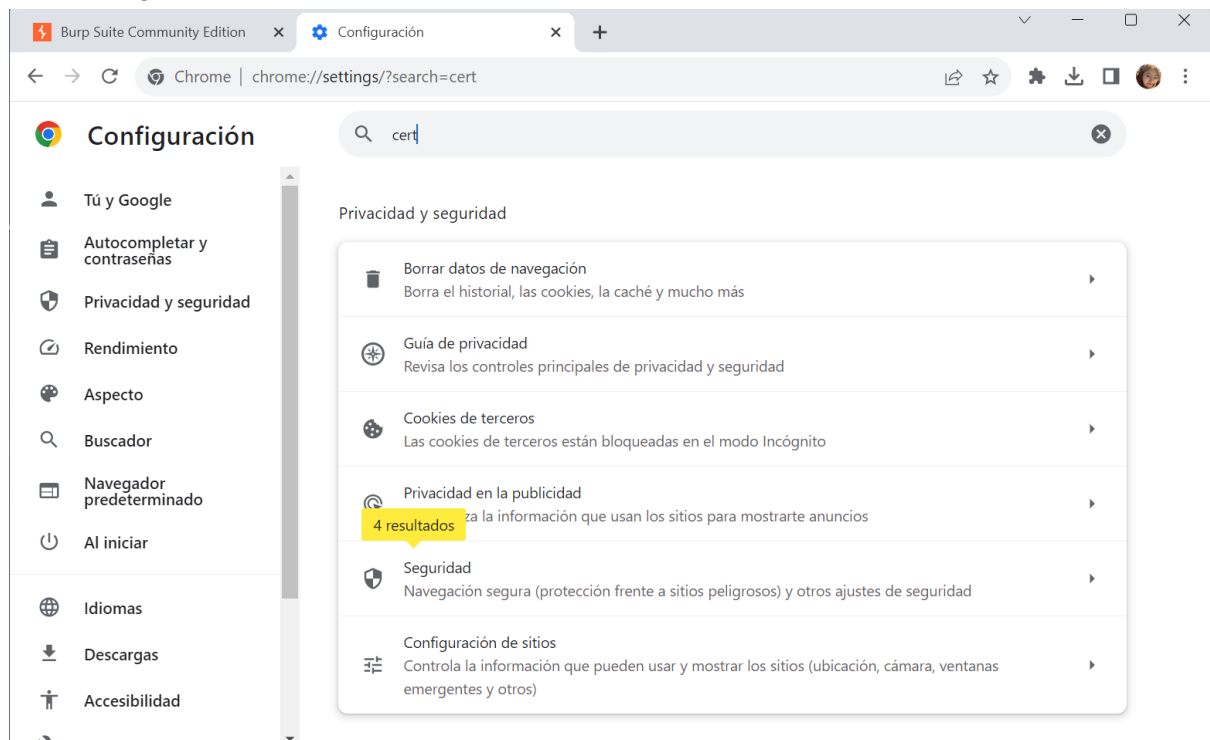 Burp Suite Community Edition
Configuración
Chrome | chrome://settings/?search=cert
Configuración
cert
Tú y Google
Autocompletar y
contraseñas
Privacidad y seguridad
Rendimiento
Aspecto
Buscador
Navegador
predeterminado
Al iniciar
Idiomas
Descargas
Accesibilidad
Privacidad y seguridad
Borrar datos de navegación
Borra el historial, las cookies, la caché y mucho más
Guía de privacidad
Revisa los controles principales de privacidad y seguridad
Cookies de terceros
Las cookies de terceros están bloqueadas en el modo Incógnito
Privacidad en la publicidad
la información que usan los sitios para mostrarte anuncios
4 resultados
Seguridad
Navegación segura (protección frente a sitios peligrosos) y otros ajustes de seguridad
Configuración de sitios
Controla la información que pueden usar y mostrar los sitios (ubicación, cámara, ventanas
emergentes y otros)